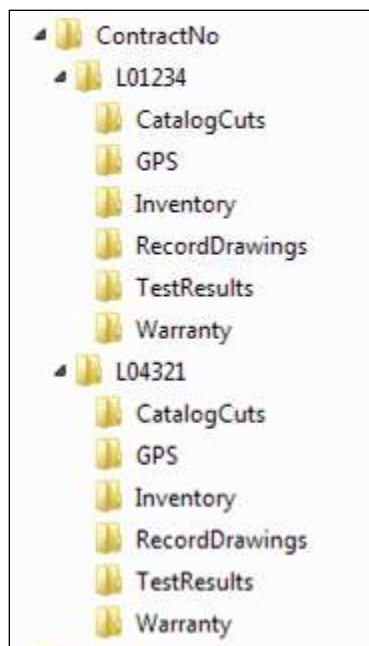 ContractNo
L01234
CatalogCuts
GPS
Inventory
RecordDrawings
TestResults
Warranty
L04321
CatalogCuts
GPS
Inventory
RecordDrawings
TestResults
Warranty